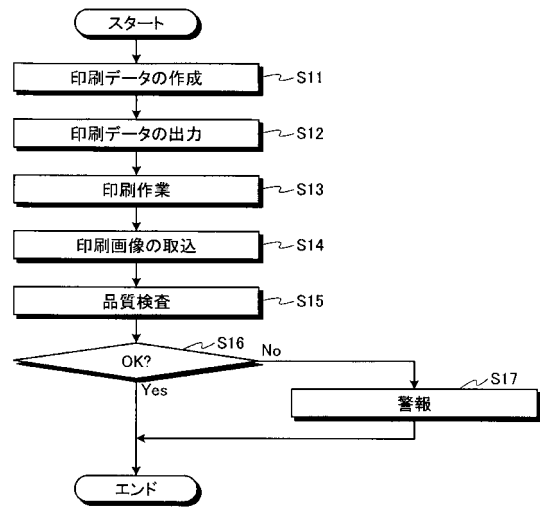 スタート
印刷データの作成
S11
印刷データの出力
S12
印刷作業
S13
印刷画像の取込
S14
品質検査
S15
OK?
S16
No
Yes
警報
S17
エンド